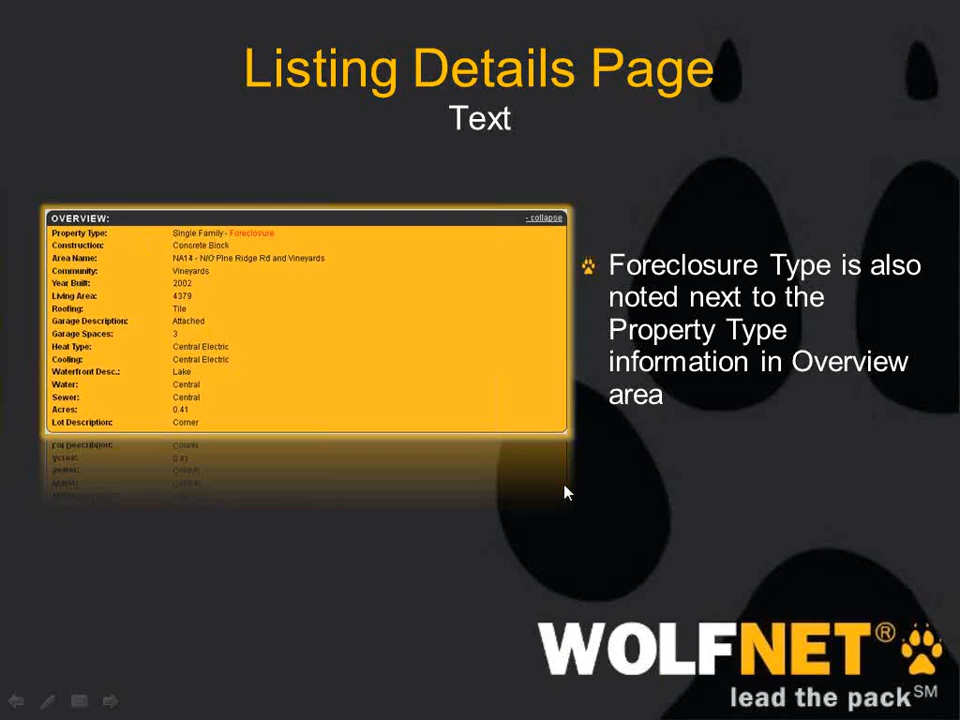 Listing Details Page
Text
OVERVIEW:
- collapse
Property Type: Single Family - Foreclosure
Construction: Concrete Block
Area Name: NA14 - N/O Pine Ridge Rd and Vineyards
Community: Vineyards
Year Built: 2002
Living Area: 4379
Roofing: Tile
Garage Description: Attached
Garage Spaces: 3
Heat Type: Central Electric
Cooling: Central Electric
Waterfront Desc.: Lake
Water: Central
Sewer: Central
Acres: 0.41
Lot Description: Corner
Foreclosure Type is also
noted next to the
Property Type
information in Overview
area
WOLFNET®
lead the pack℠